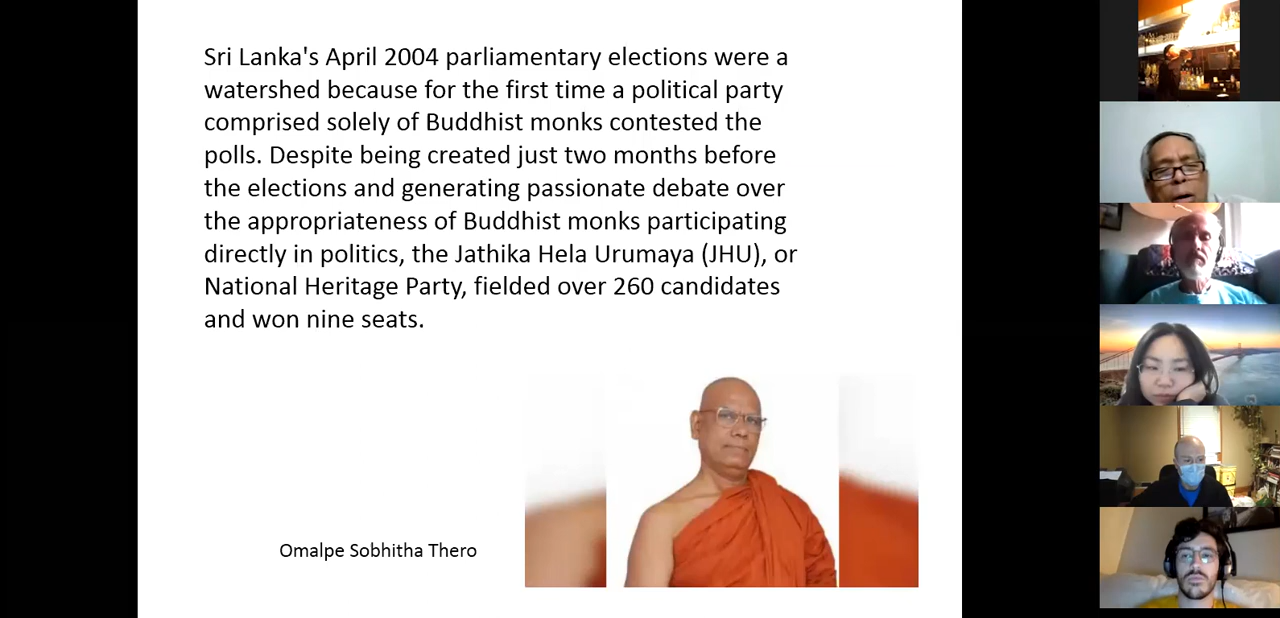 Sri Lanka's April 2004 parliamentary elections were a
watershed because for the first time a political party
comprised solely of Buddhist monks contested the
polls. Despite being created just two months before
the elections and generating passionate debate over
the appropriateness of Buddhist monks participating
directly in politics, the Jathika Hela Urumaya (JHU), or
National Heritage Party, fielded over 260 candidates
and won nine seats.
Omalpe Sobhitha Thero